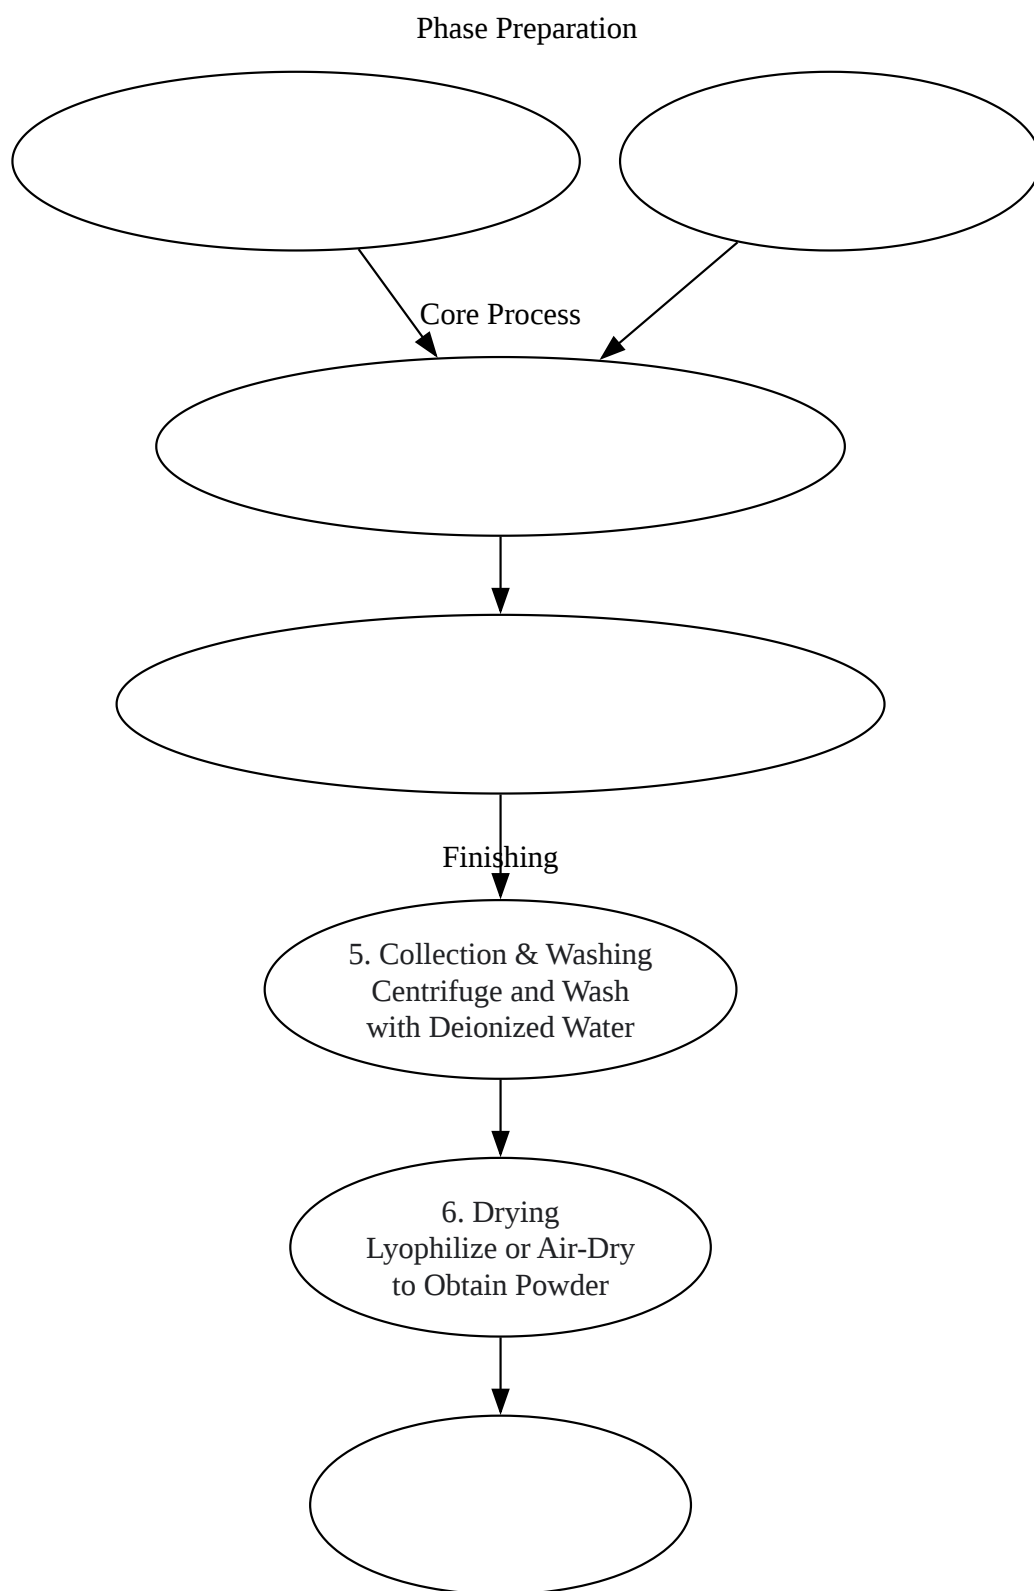 Phase Preparation
Core Process
Finishing
5. Collection & Washing
Centrifuge and Wash
with Deionized Water
6. Drying
Lyophilize or Air-Dry
to Obtain Powder